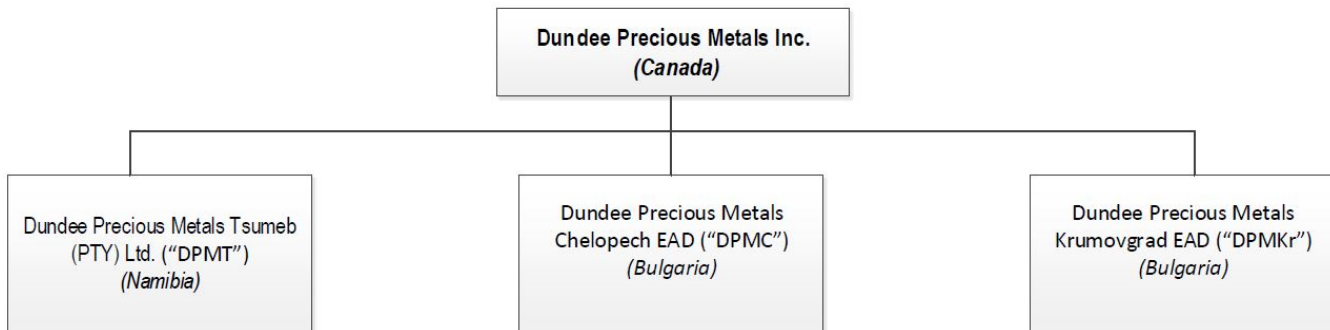 Dundee Precious Metals Inc.
(Canada)
Dundee Precious Metals Tsumeb
(PTY) Ltd. (“DPMT”)
(Namibia)
Dundee Precious Metals
Chelopech EAD (“DPMC”)
(Bulgaria)
Dundee Precious Metals
Krumovgrad EAD (“DPMKr”)
(Bulgaria)